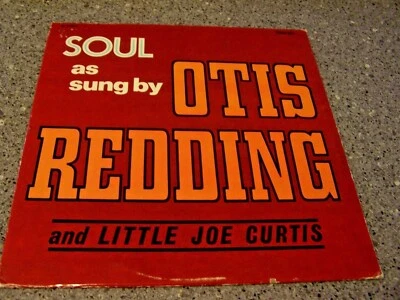 SOUL
as
sung by
OTIS
REDDING
and LITTLE JOE CURTIS